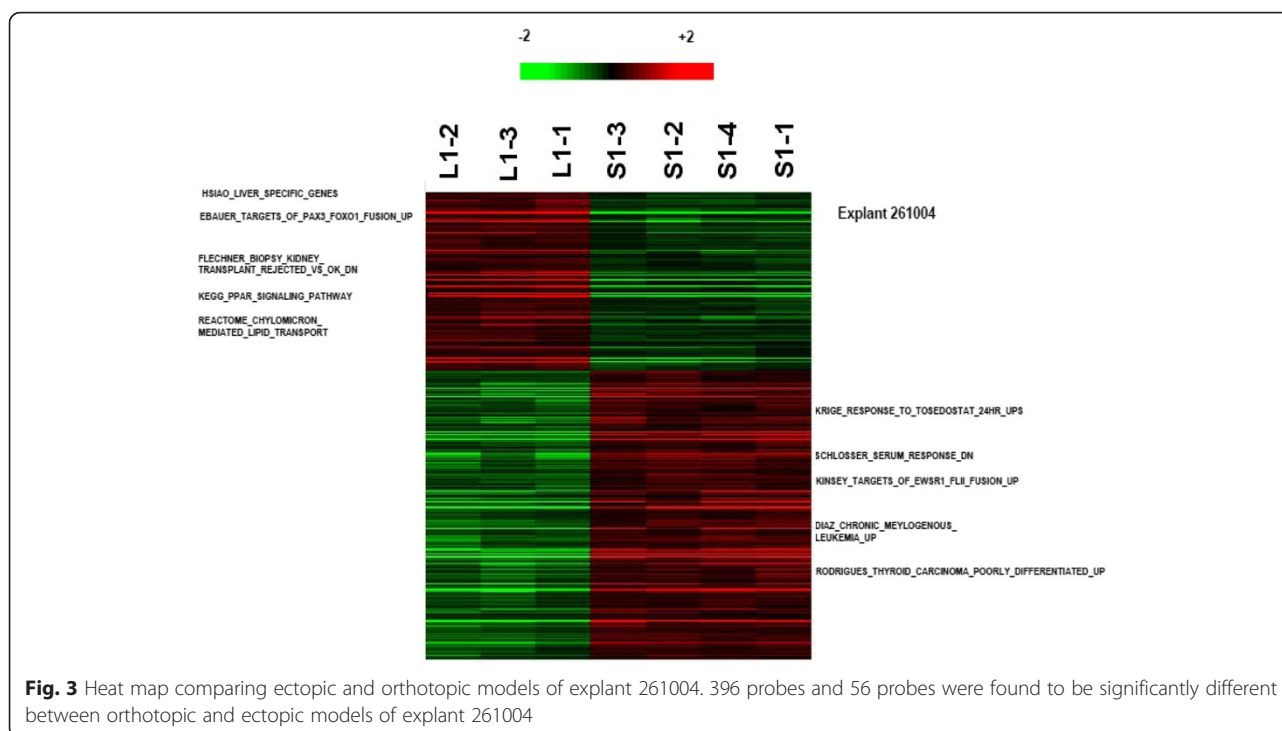 -2 +2
L1-2 L1-3 L1-1 S1-3 S1-2 S1-4 S1-1
HSIAO_LIVER_SPECIFIC_GENES
EBAUER_TARGETS_OF_PAX3_FOXO1_FUSION_UP
Explant 261004
FLECHNER_BIOPSY_KIDNEY_
TRANSPLANT_REJECTED_VS_OK_DN
KEGG_PPAR_SIGNALING_PATHWAY
REACTOME_CHYLOMICRON_
MEDIATED_LIPID_TRANSPORT
KRIGE_RESPONSE_TO_TOSEDOSTAT_24HR_UPS
SCHLOSSER_SERUM_RESPONSE_DN
KINSEY_TARGETS_OF_EWSR1_FLII_FUSION_UP
DIAZ_CHRONIC_MEYLOGENOUS_
LEUKEMIA_UP
RODRIGUES_THYROID_CARCINOMA_POORLY_DIFFERENTIATED_UP
Fig. 3 Heat map comparing ectopic and orthotopic models of explant 261004. 396 probes and 56 probes were found to be significantly different
between orthotopic and ectopic models of explant 261004